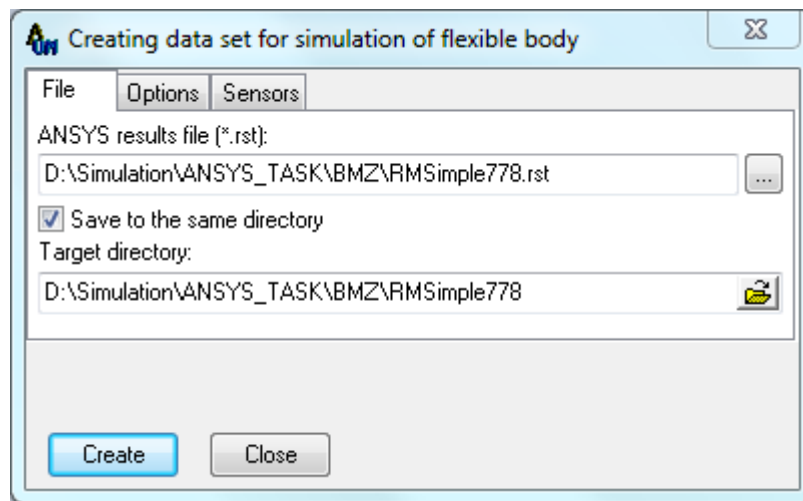 Creating data set for simulation of flexible body
File Options Sensors
ANSYS results file (*.rst):
D:\Simulation\ANSYS_TASK\BMZ\RMSimple778.rst ...
Save to the same directory
Target directory:
D:\Simulation\ANSYS_TASK\BMZ\RMSimple778
Create Close